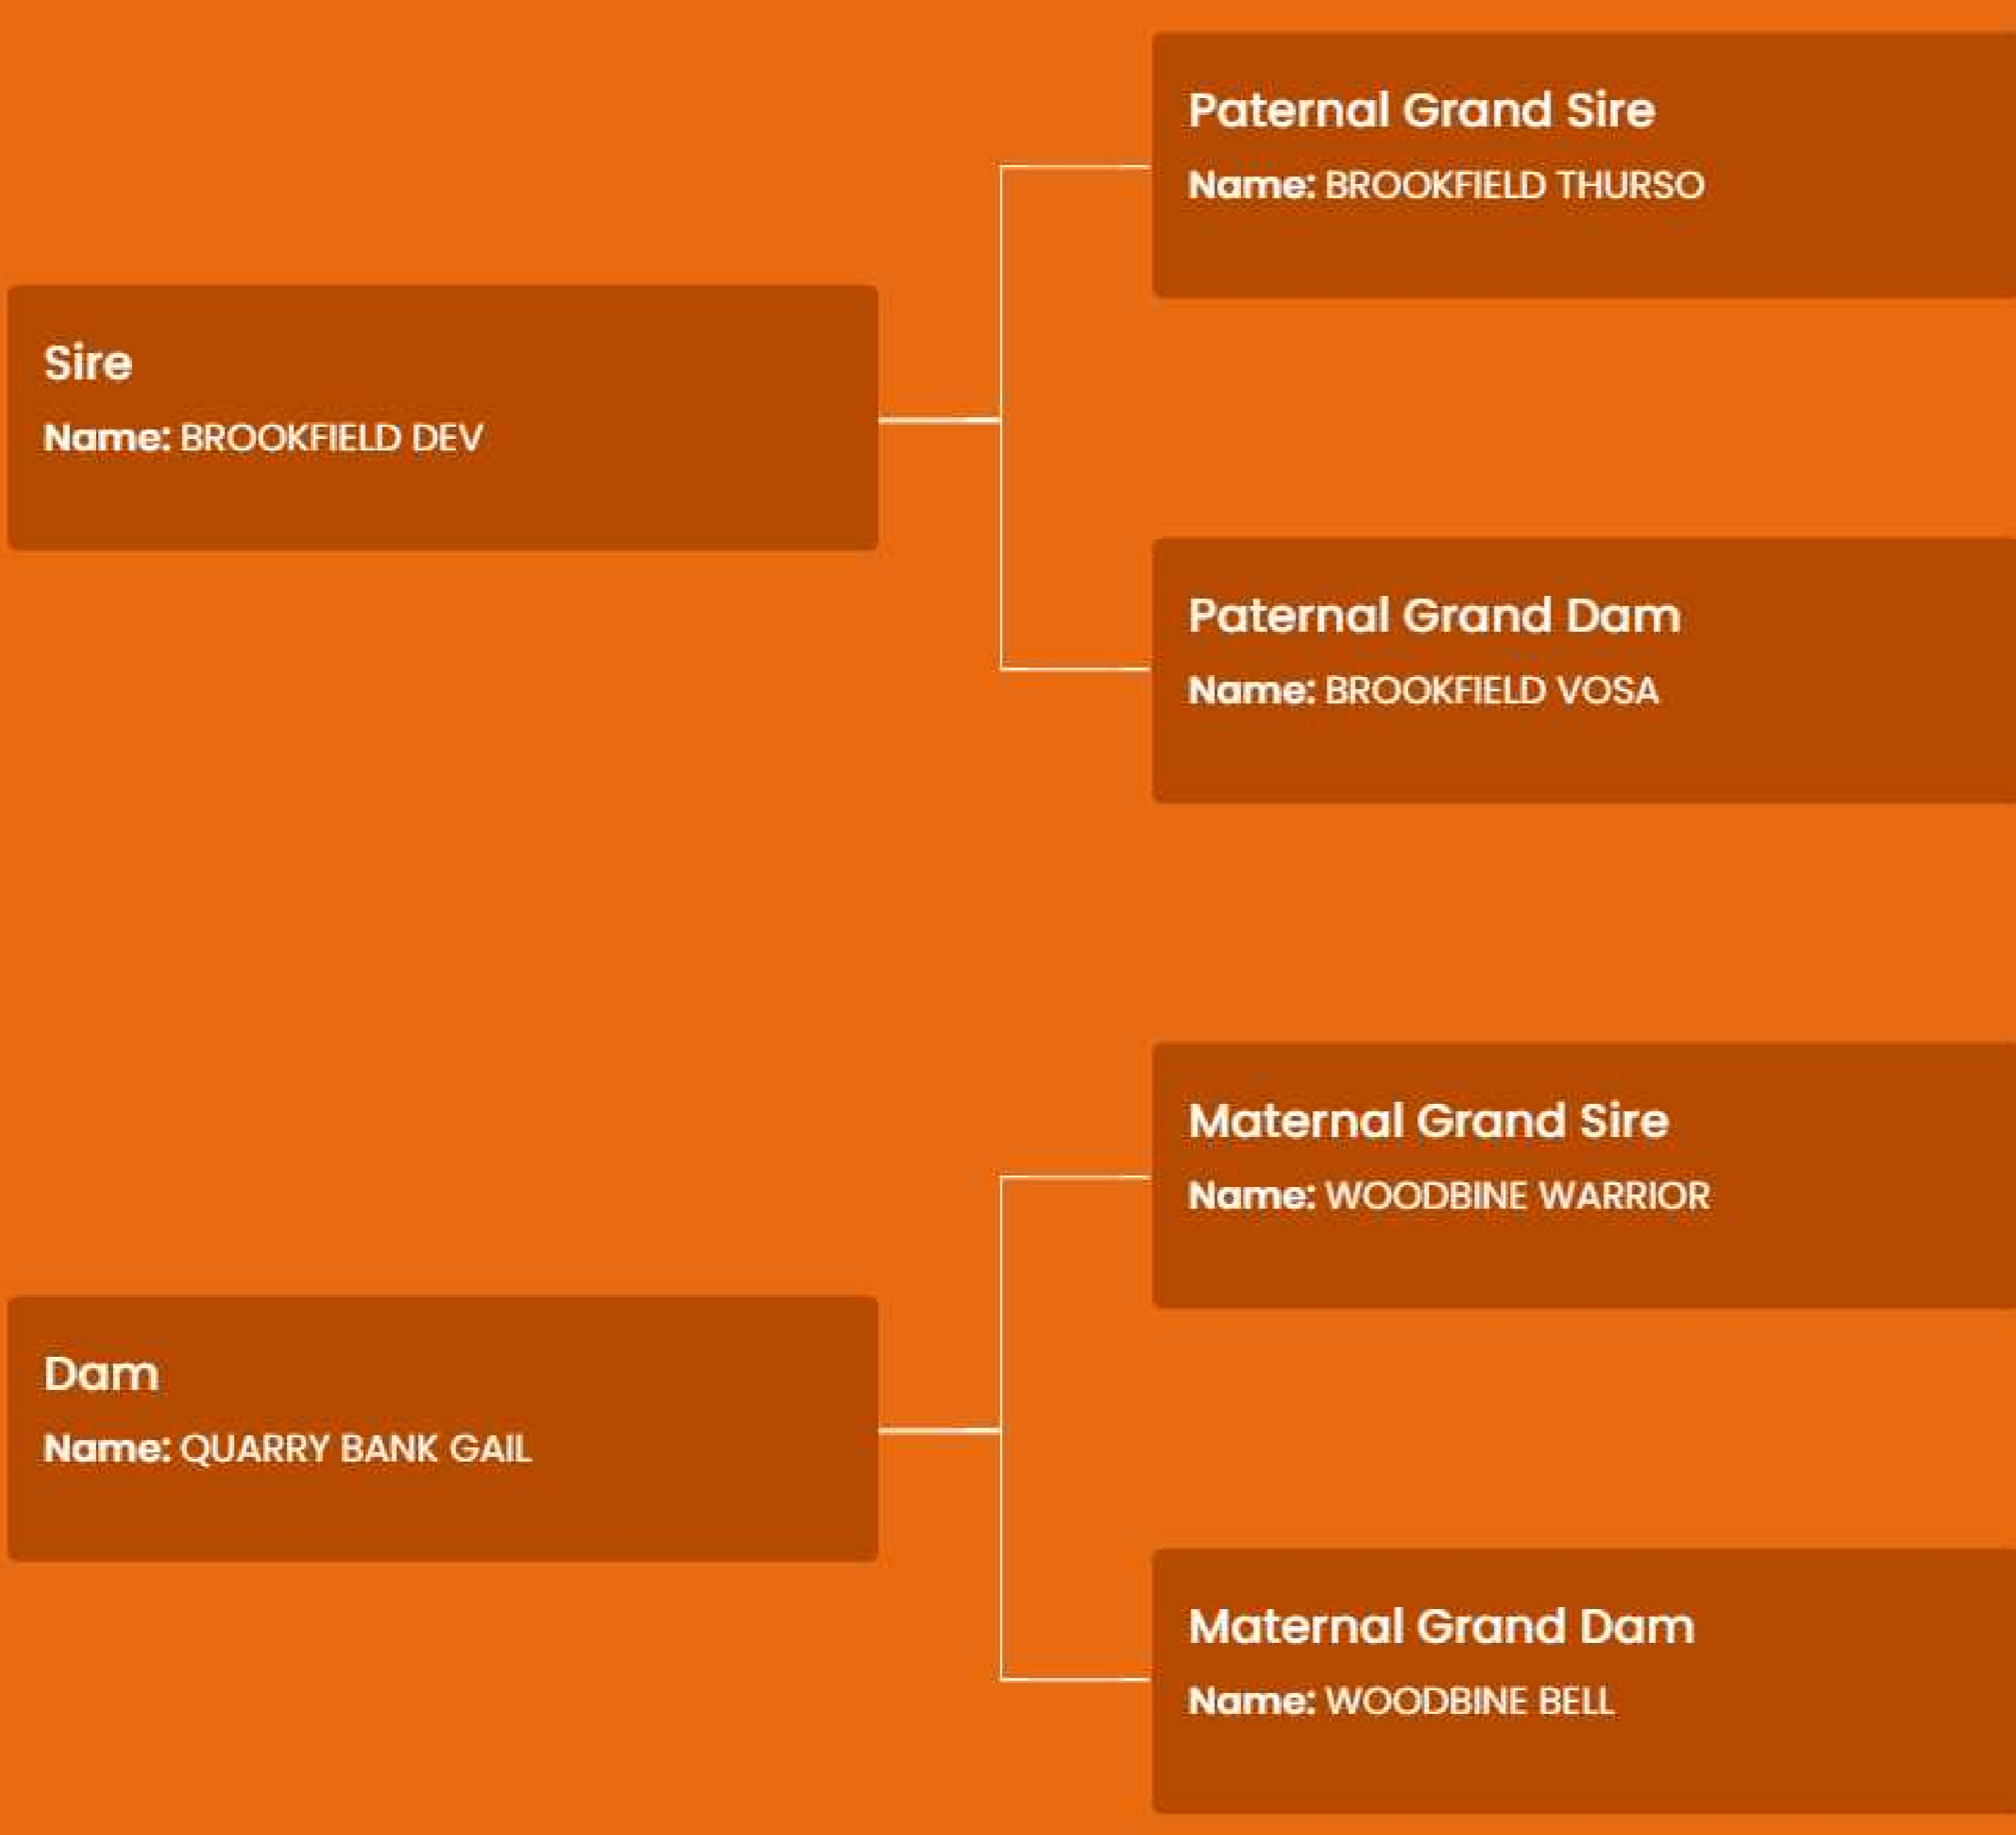 Paternal Grand Sire
Name: BROOKFIELD THURSO
Sire
Name: BROOKFIELD DEV
Paternal Grand Dam
Name: BROOKFIELD VOSA
Maternal Grand Sire
Name: WOODBINE WARRIOR
Dam
Name: QUARRY BANK GAIL
Maternal Grand Dam
Name: WOODBINE BELL